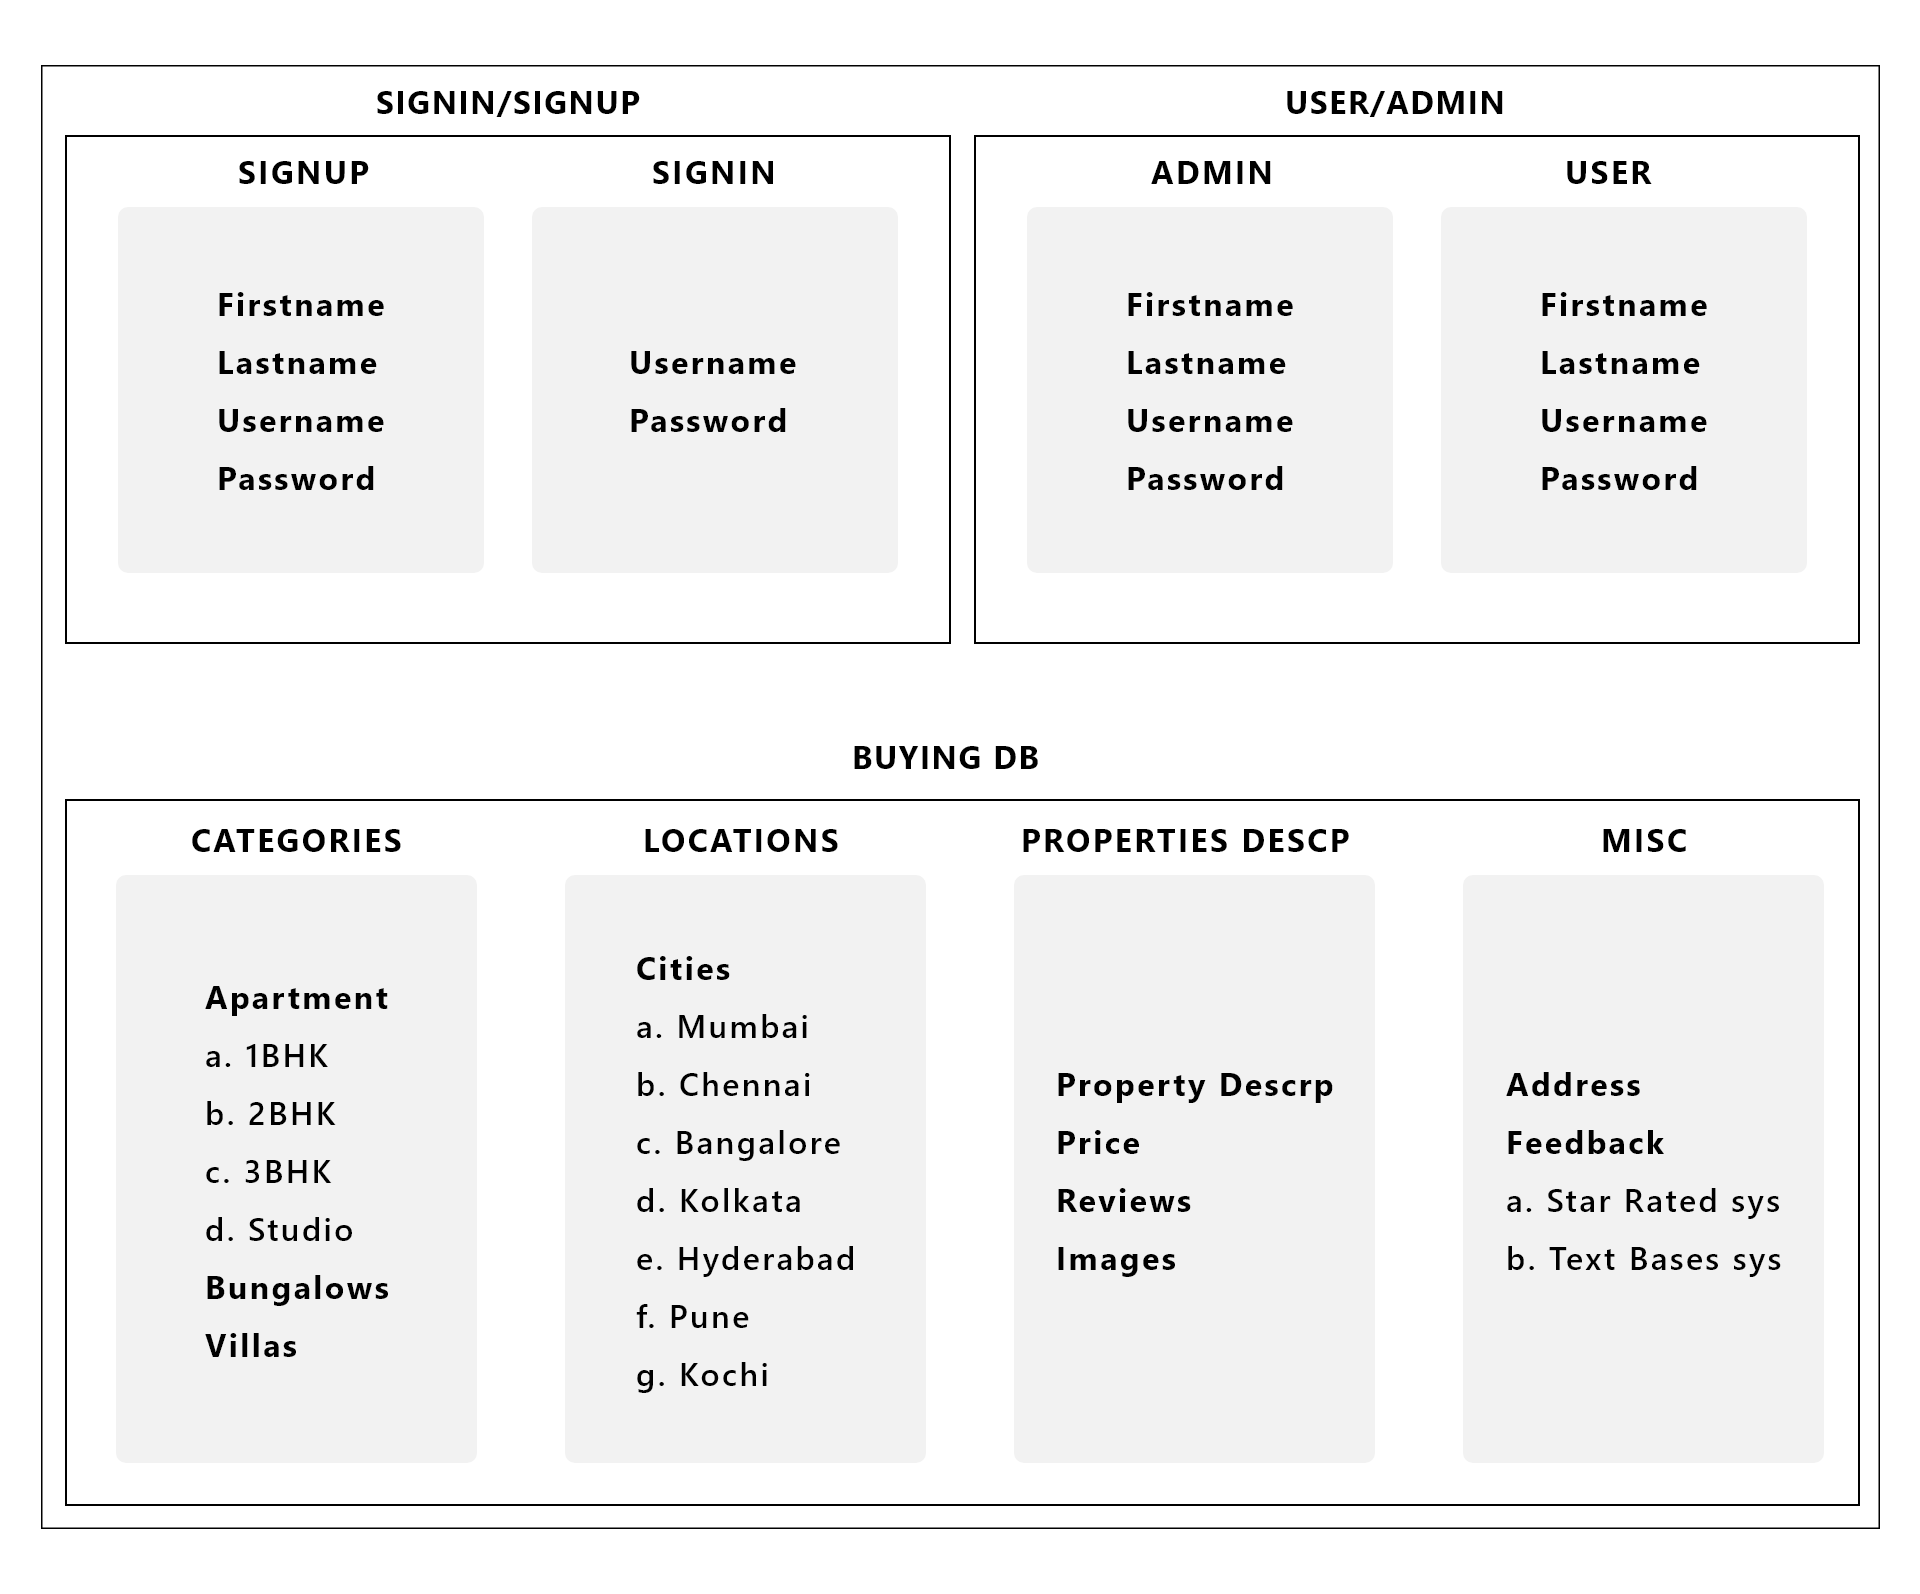 SIGNIN/SIGNUP
SIGNUP
Firstname
Lastname
Username
Password
SIGNIN
Username
Password
USER/ADMIN
ADMIN
Firstname
Lastname
Username
Password
USER
Firstname
Lastname
Username
Password
BUYING DB
CATEGORIES
Apartment
a. 1BHK
b. 2BHK
c. 3BHK
d. Studio
Bungalows
Villas
LOCATIONS
Cities
a. Mumbai
b. Chennai
c. Bangalore
d. Kolkata
e. Hyderabad
f. Pune
g. Kochi
PROPERTIES DESCP
Property Descrp
Price
Reviews
Images
MISC
Address
Feedback
a. Star Rated sys
b. Text Bases sys